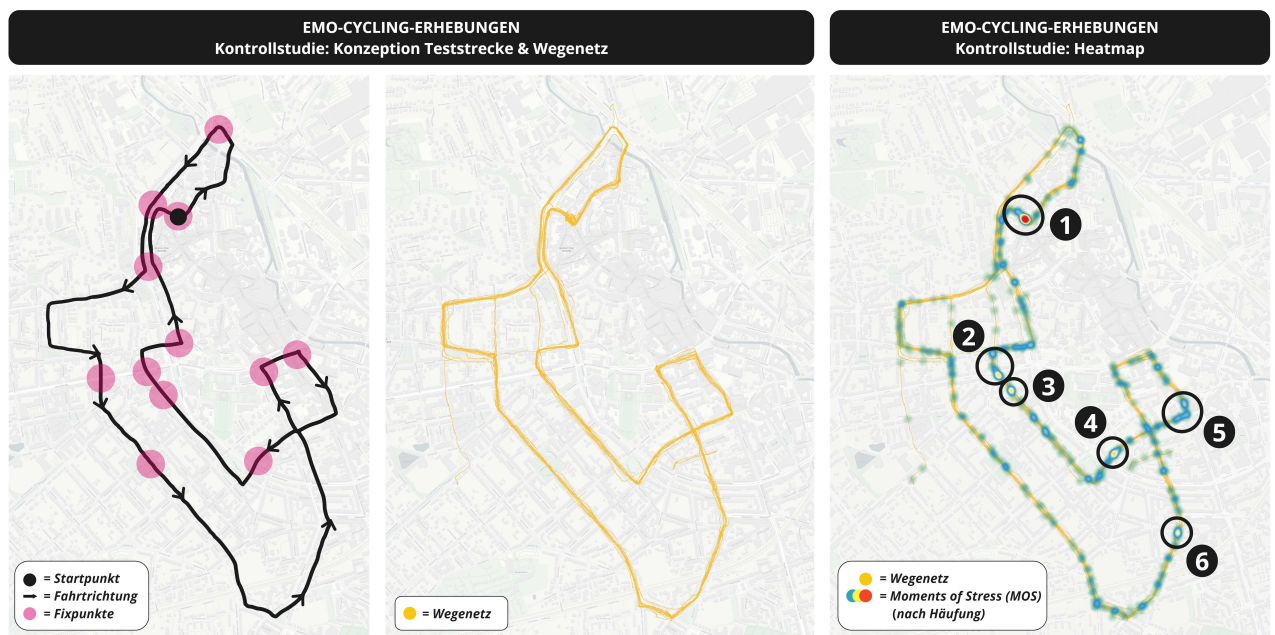 EMO-CYCLING-ERHEBUNGEN
Kontrollstudie: Konzeption Teststrecke & Wegenetz
= Startpunkt
= Fahrtrichtung
= Fixpunkte
= Wegenetz
EMO-CYCLING-ERHEBUNGEN
Kontrollstudie: Heatmap
1
2
3
4
5
6
= Wegenetz
= Moments of Stress (MOS)
(nach Häufung)